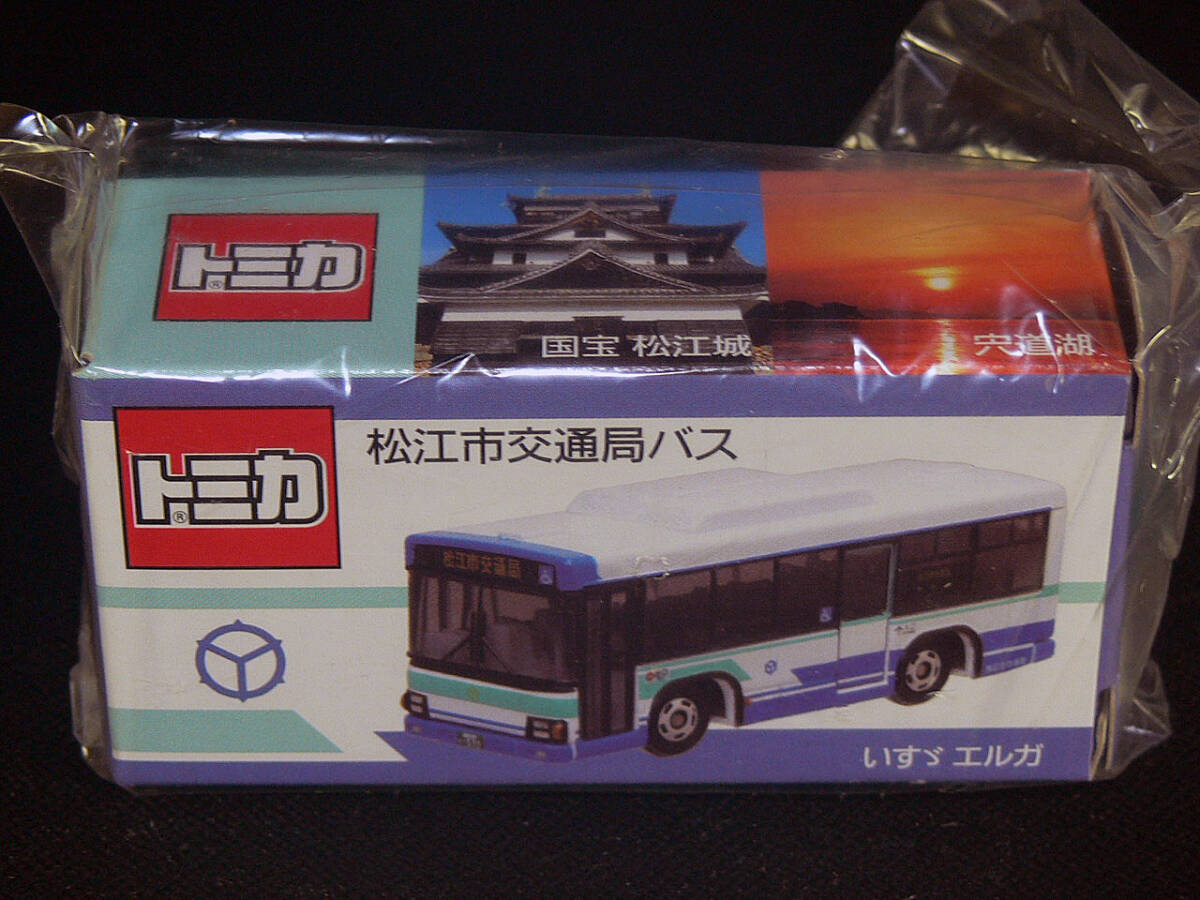 トミカ®
国宝 松江城
宍道湖
トミカ®
松江市交通局バス
松江市交通局
いすゞ エルガ